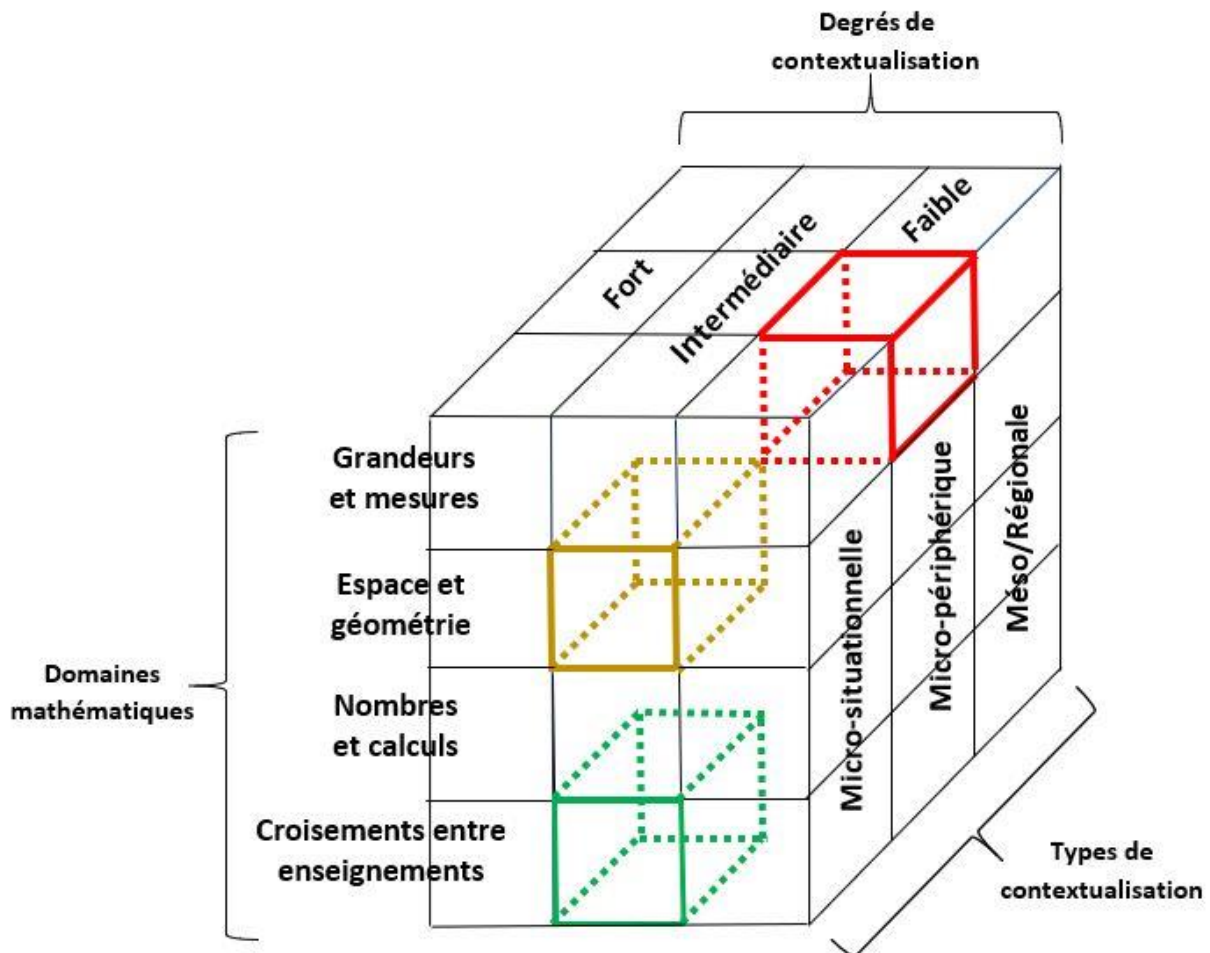 Degrés de
contextualisation
Fort
Intermédiaire
Faible
Grandeurs
et mesures
Espace et
géométrie
Nombres
et calculs
Croisements entre
enseignements
Domaines
mathématiques
Micro-situationnelle
Micro-périphérique
Méso/Régionale
Types de
contextualisation